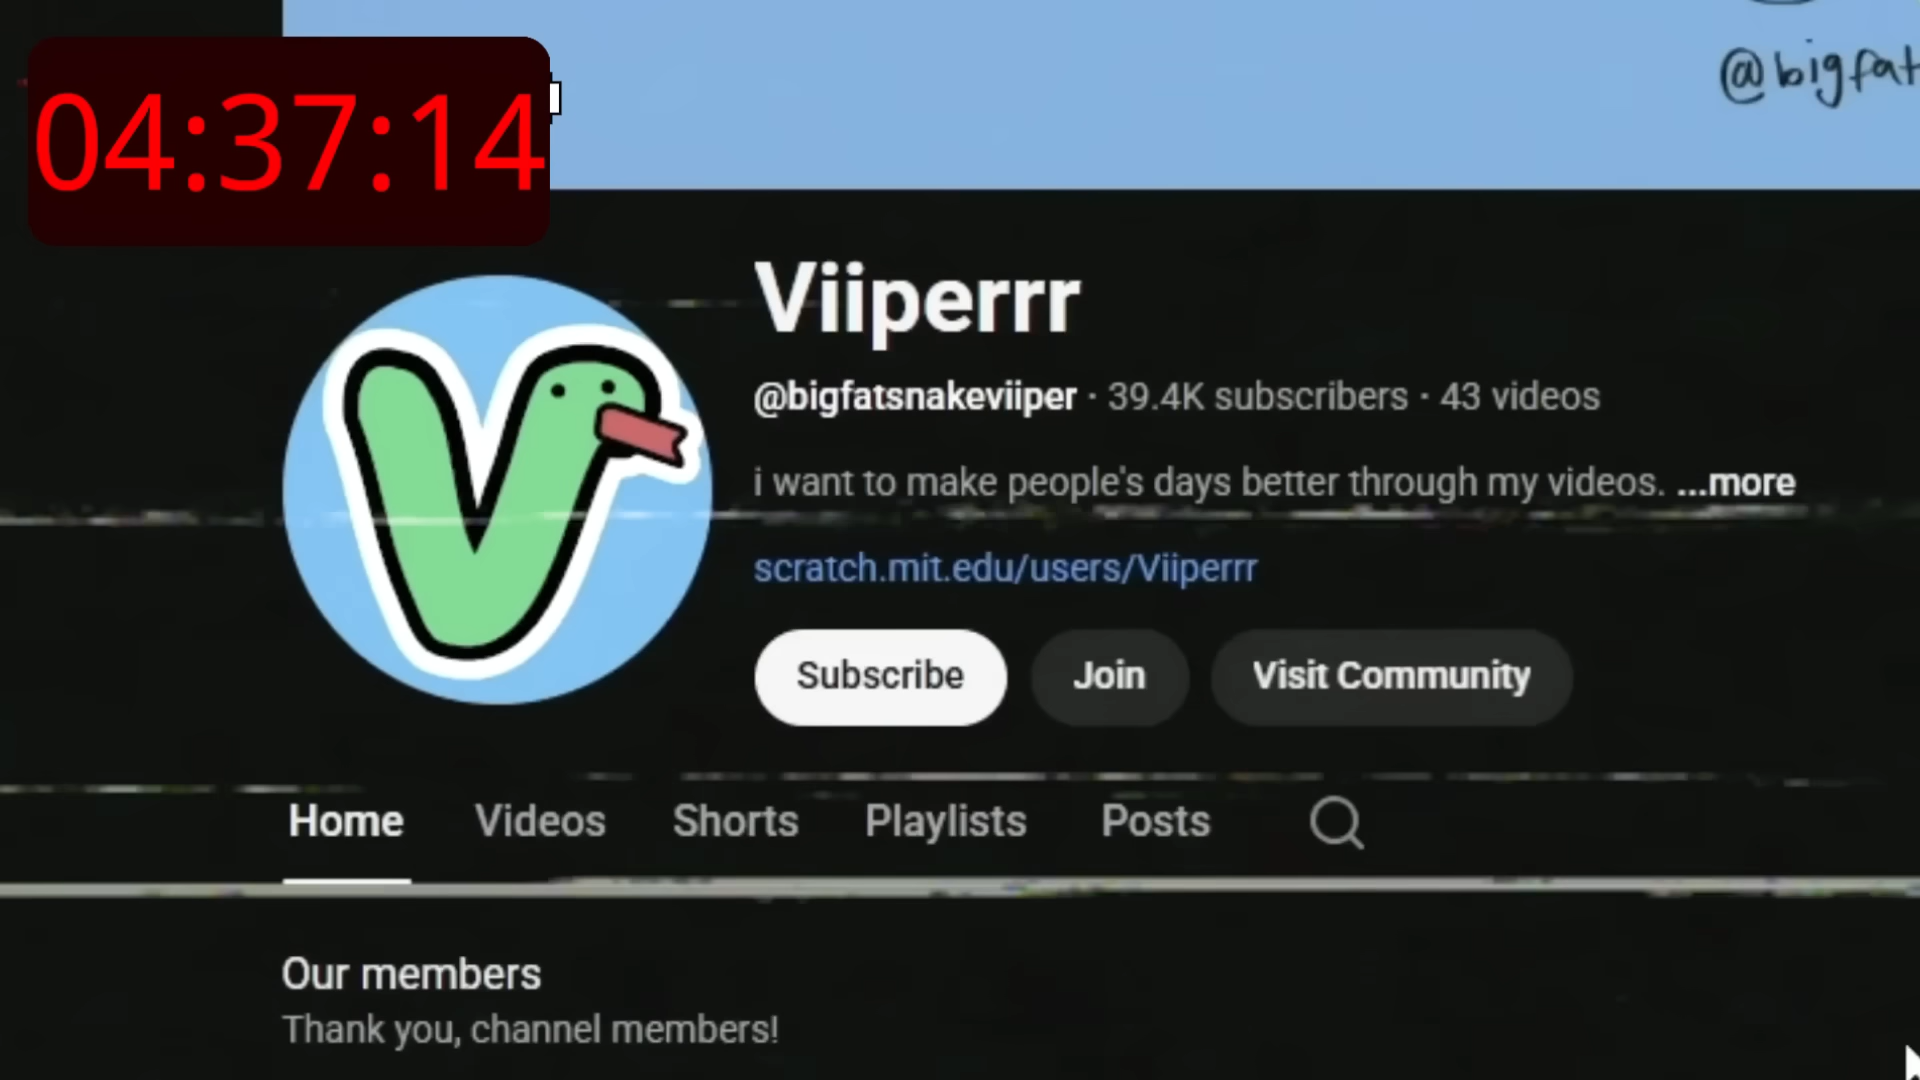 @bigfat
04:37:14
Viiperrr
@bigfatsnakeviiper · 39.4K subscribers · 43 videos
i want to make people's days better through my videos. ...more
scratch.mit.edu/users/Viiperrr
Subscribe Join Visit Community
Home Videos Shorts Playlists Posts
Our members
Thank you, channel members!